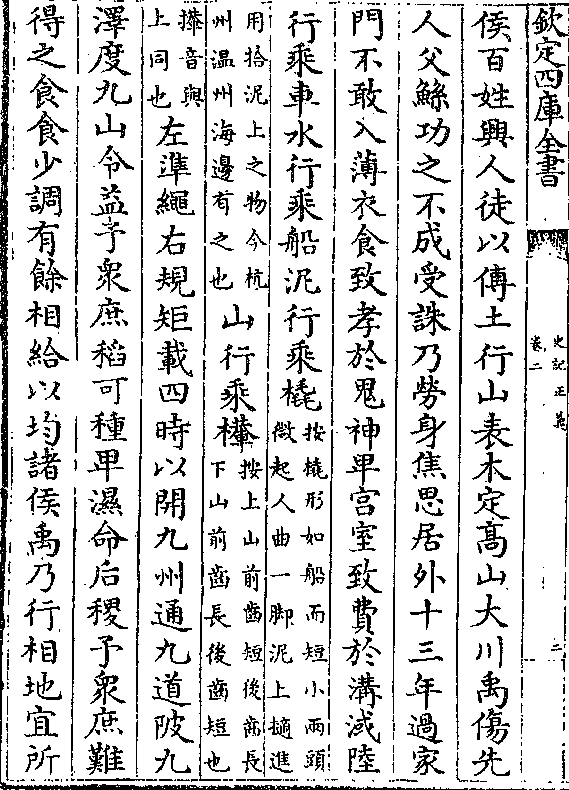 欽定四庫全書
史記正義
卷二
二
侯百姓興人徒以傅土行山表木定髙山大川禹傷先
人父鯀功之不成受誅乃勞身焦思居外十三年過家
門不敢入薄衣食致孝於鬼神卑宫室致費於溝淢陸
行乘車水行乘船泥行乘橇按橇形如船而短小兩頭
微起人曲一脚泥上擿進
用拾泥上之物今杭
州温州海邊有之也山行乘檋按上山前齒短後齒長
下山前齒長後齒短也
檋音與
上同也左準繩右規矩載四時以開九州通九道陂九
澤度九山令益予衆庶稻可種卑濕命后稷予衆庶難
得之食食少調有餘相給以均諸侯禹乃行相地宜所